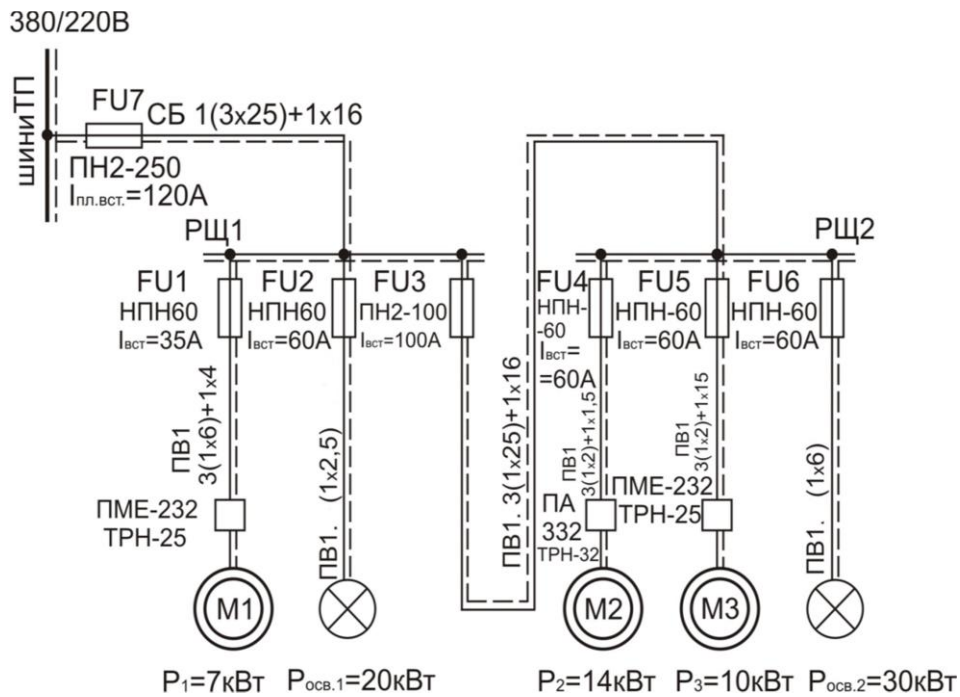 380/220В
шини ТП
FU7
СБ 1(3х25)+1х16
ПН2-250
Iпл.вст.=120А
РЩ1
РЩ2
FU1
НПН60
Iвст=35А
FU2
НПН60
Iвст=60А
FU3
ПН2-100
Iвст=100А
FU4
НПН-
-60
Iвст=
=60А
FU5
НПН-60
Iвст=60А
FU6
НПН-60
Iвст=60А
ПВ1
3(1х6)+1х4
ПВ1. (1х2,5)
ПВ1. 3(1х25)+1х16
ПВ1
3(1х2)+1х1,5
ПВ1
3(1х2)+1х15
ПВ1. (1х6)
ПМЕ-232
ТРН-25
ПА
332
ТРН-32
ПМЕ-232
ТРН-25
М1
М2
М3
Р1=7кВт
Росв.1=20кВт
Р2=14кВт
Р3=10кВт
Росв.2=30кВт